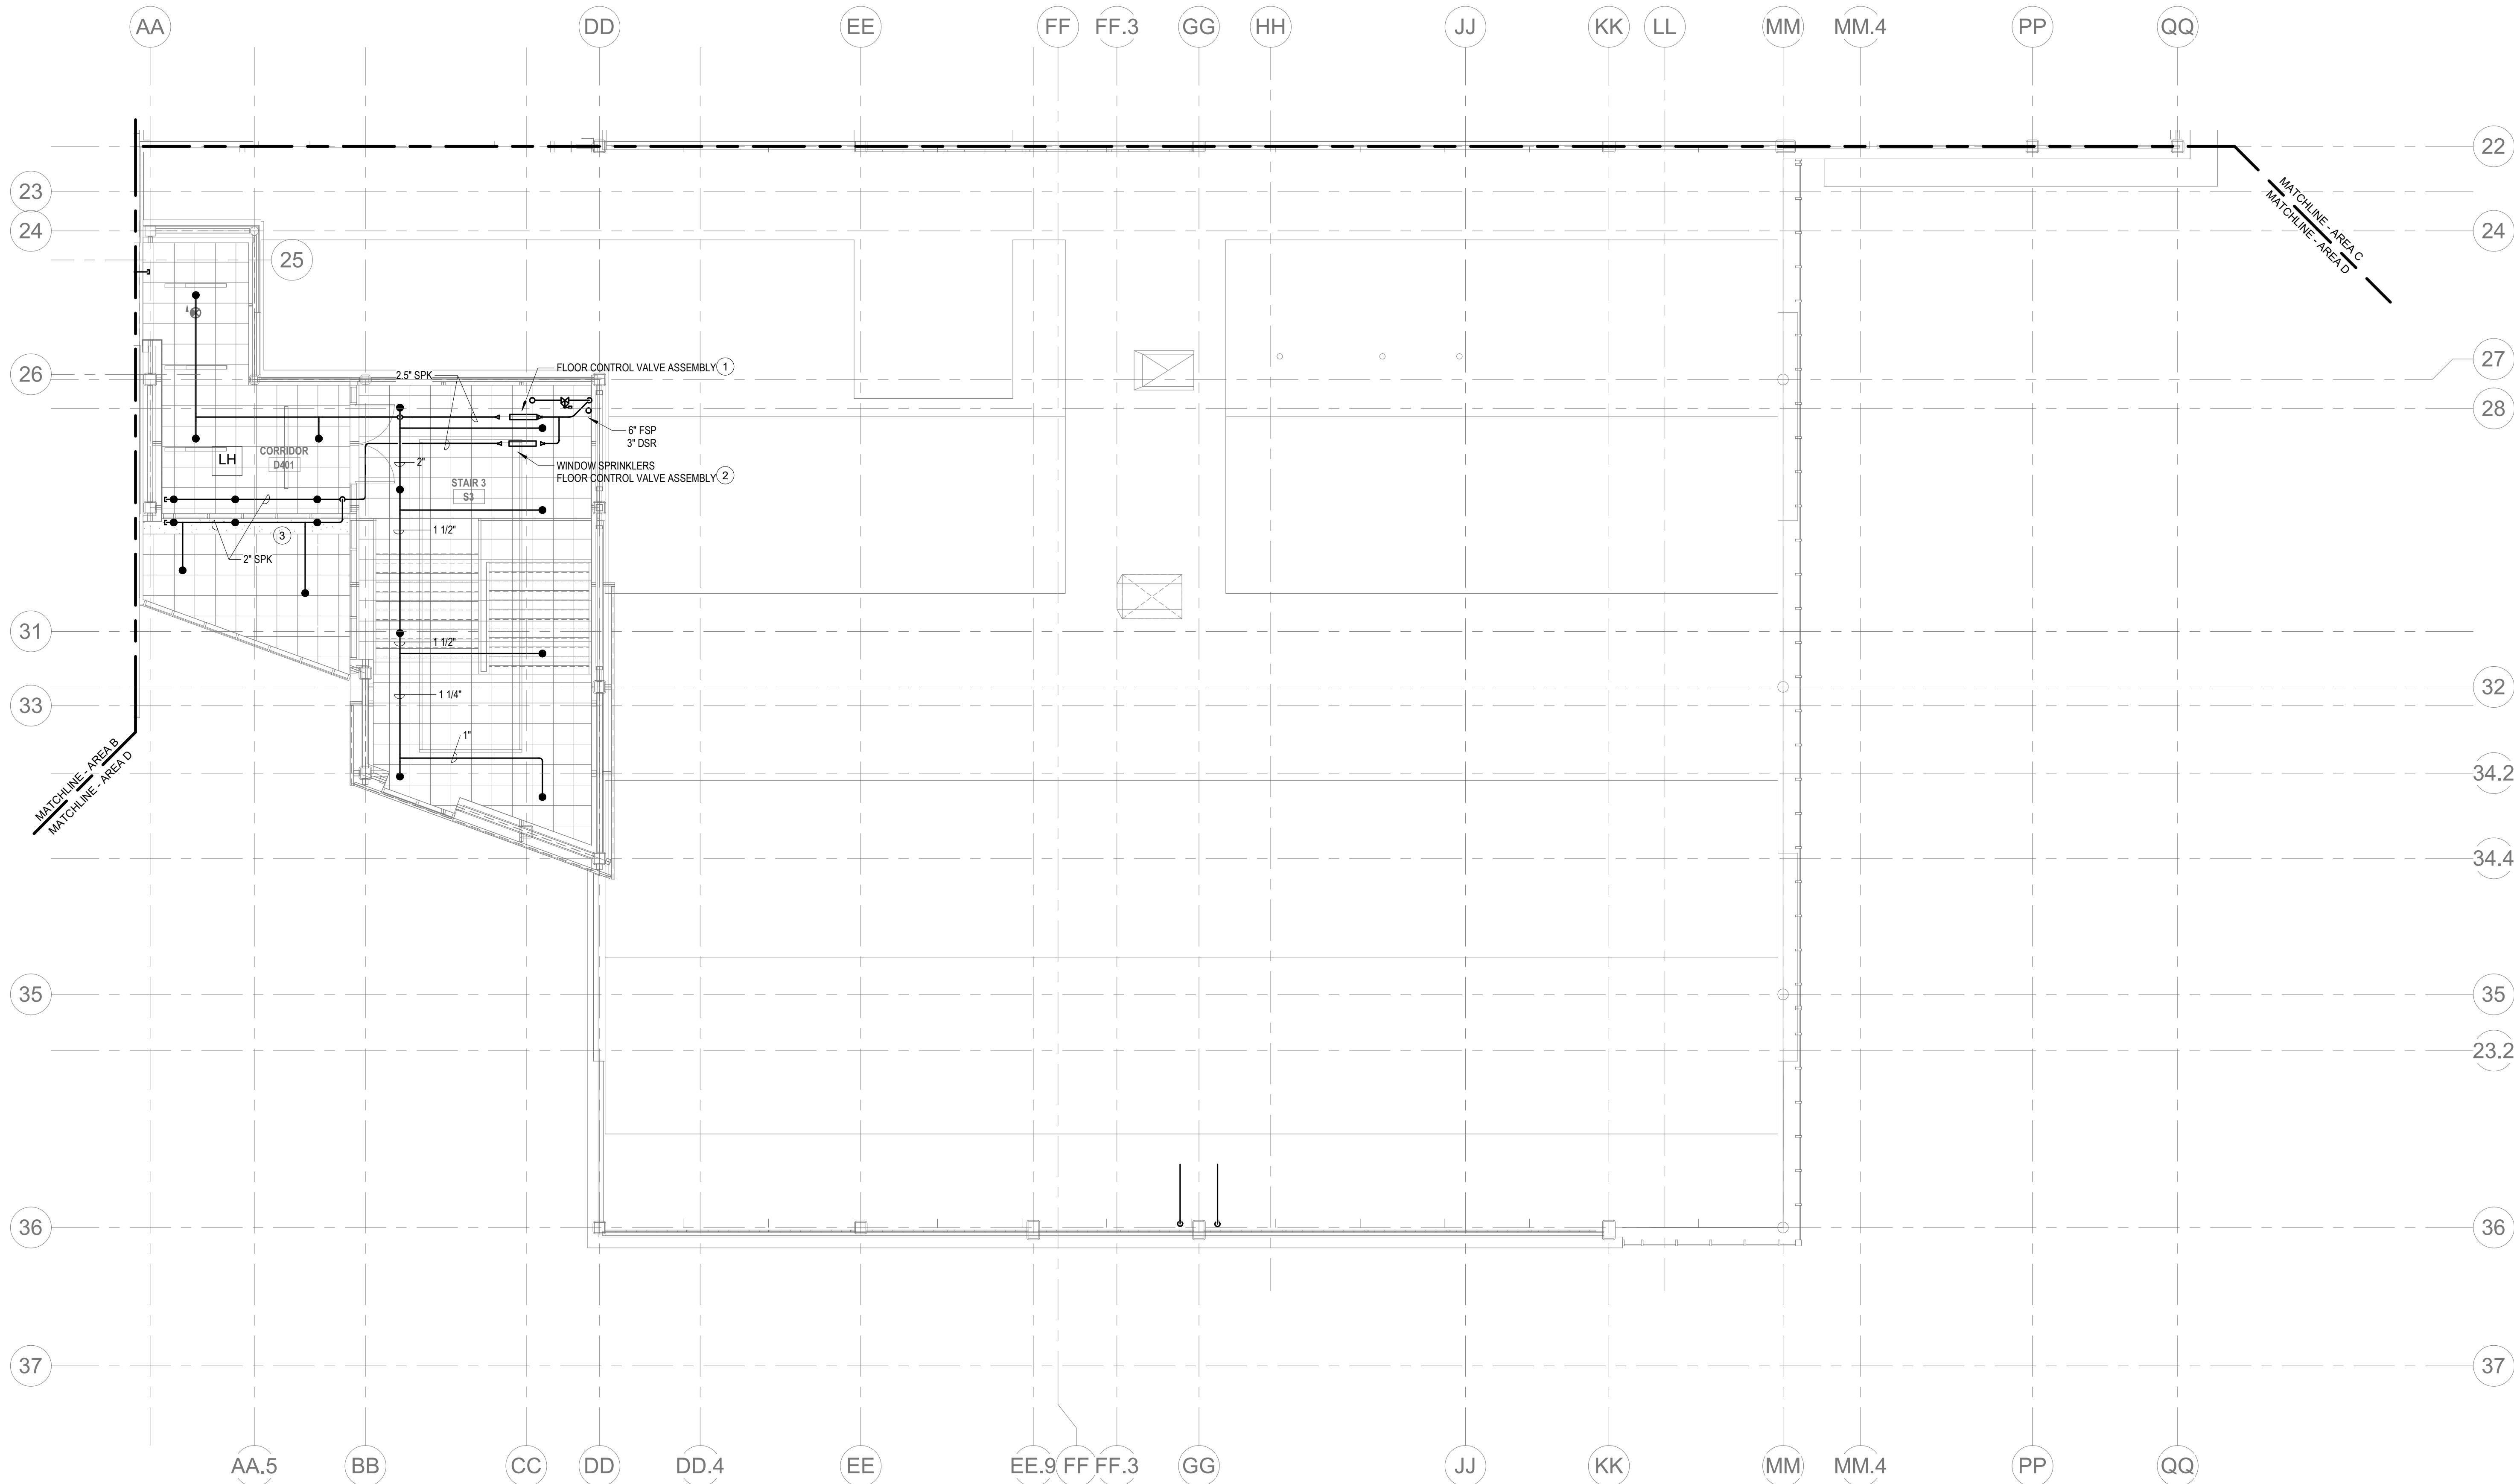 AA
DD
EE
FF
FF.3
GG
HH
JJ
KK
LL
MM
MM.4
PP
QQ
22
23
24
24
25
MATCHLINE - AREA C
MATCHLINE - AREA D
26
27
28
2.5" SPK
FLOOR CONTROL VALVE ASSEMBLY 1
6" FSP
3" DSR
WINDOW SPRINKLERS
FLOOR CONTROL VALVE ASSEMBLY 2
CORRIDOR
D401
LH
2"
STAIR 3
S3
1 1/2"
3
2" SPK
31
1 1/2"
1 1/4"
32
33
1"
MATCHLINE - AREA B
MATCHLINE - AREA D
34.2
34.4
35
35
23.2
36
36
37
37
AA.5
BB
CC
DD
DD.4
EE
EE.9
FF
FF.3
GG
JJ
KK
MM
MM.4
PP
QQ